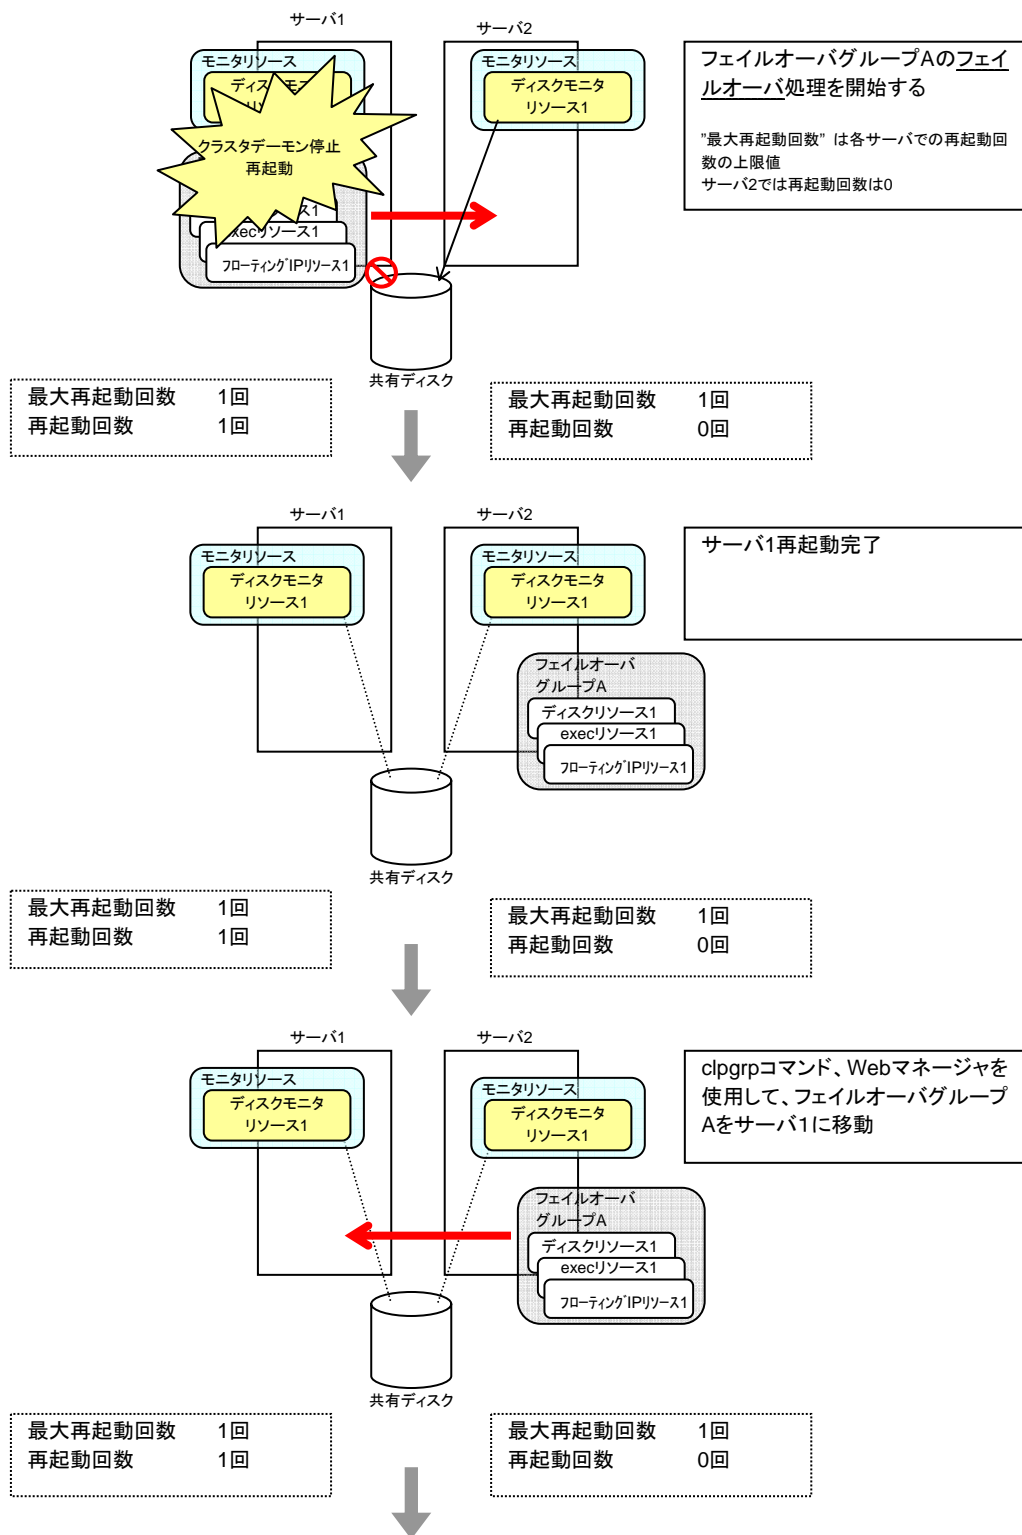 サーバ1
サーバ2
モニタリソース
ディスクモニタ
リソース1
クラスタデーモン停止
再起動
execリソース1
フローティングIPリソース1
モニタリソース
ディスクモニタ
リソース1
共有ディスク
フェイルオーバグループAのフェイ
ルオーバ処理を開始する
"最大再起動回数" は各サーバでの再起動回
数の上限値
サーバ2では再起動回数は0
最大再起動回数 1回
再起動回数 1回
最大再起動回数 1回
再起動回数 0回
サーバ1
サーバ2
モニタリソース
ディスクモニタ
リソース1
モニタリソース
ディスクモニタ
リソース1
フェイルオーバ
グループA
ディスクリソース1
execリソース1
フローティングIPリソース1
共有ディスク
サーバ1再起動完了
最大再起動回数 1回
再起動回数 1回
最大再起動回数 1回
再起動回数 0回
サーバ1
サーバ2
モニタリソース
ディスクモニタ
リソース1
モニタリソース
ディスクモニタ
リソース1
フェイルオーバ
グループA
ディスクリソース1
execリソース1
フローティングIPリソース1
共有ディスク
clpgrpコマンド、Webマネージャを
使用して、フェイルオーバグループ
Aをサーバ1に移動
最大再起動回数 1回
再起動回数 1回
最大再起動回数 1回
再起動回数 0回